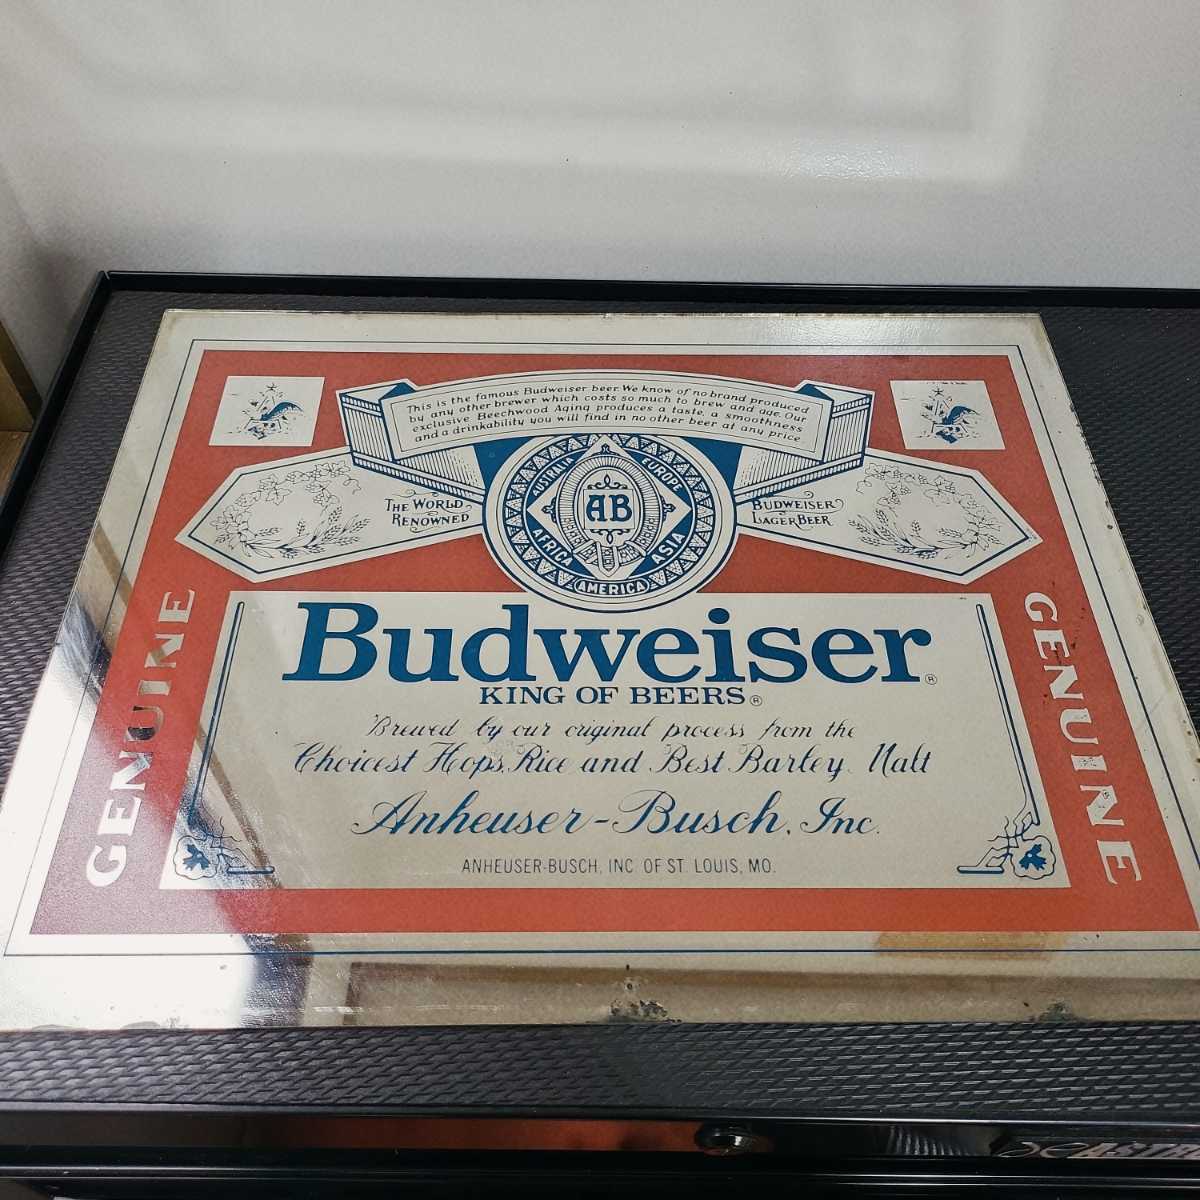 This is the famous Budweiser beer. We know of no brand produced
by any other brewer which costs so much to brew and age. Our
exclusive Beechwood Aging produces a taste, a smoothness
and a drinkability you will find in no other beer at any price.
THE WORLD
RENOWNED
BUDWEISER
LAGER BEER
AUSTRALIA
EUROPE
AB
AFRICA
ASIA
AMERICA
GENUINE
GENUINE
Budweiser®
KING OF BEERS®
Brewed by our original process from the
Choicest Hops, Rice and Best Barley Malt
Anheuser-Busch, Inc.
ANHEUSER-BUSCH, INC. OF ST. LOUIS, MO.